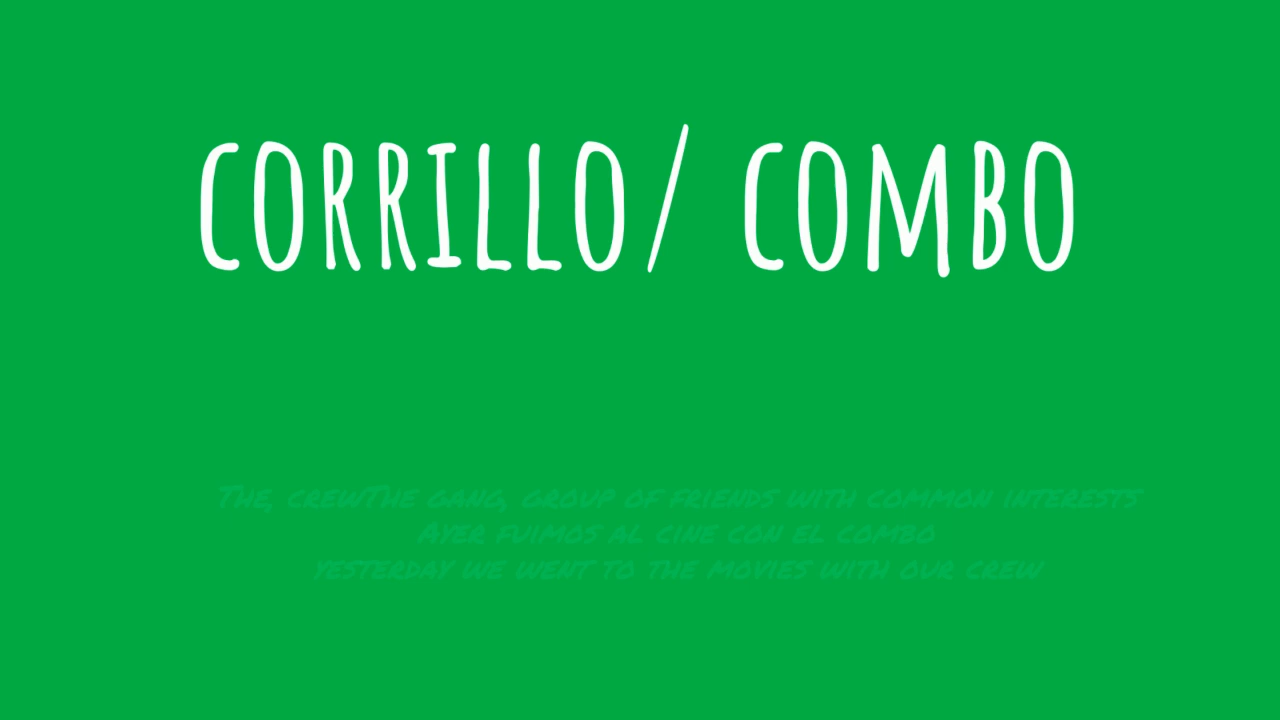 CORRILLO/ COMBO
The, crewThe gang, group of friends with common interests
Ayer fuimos al cine con el combo
yesterday we went to the movies with our crew